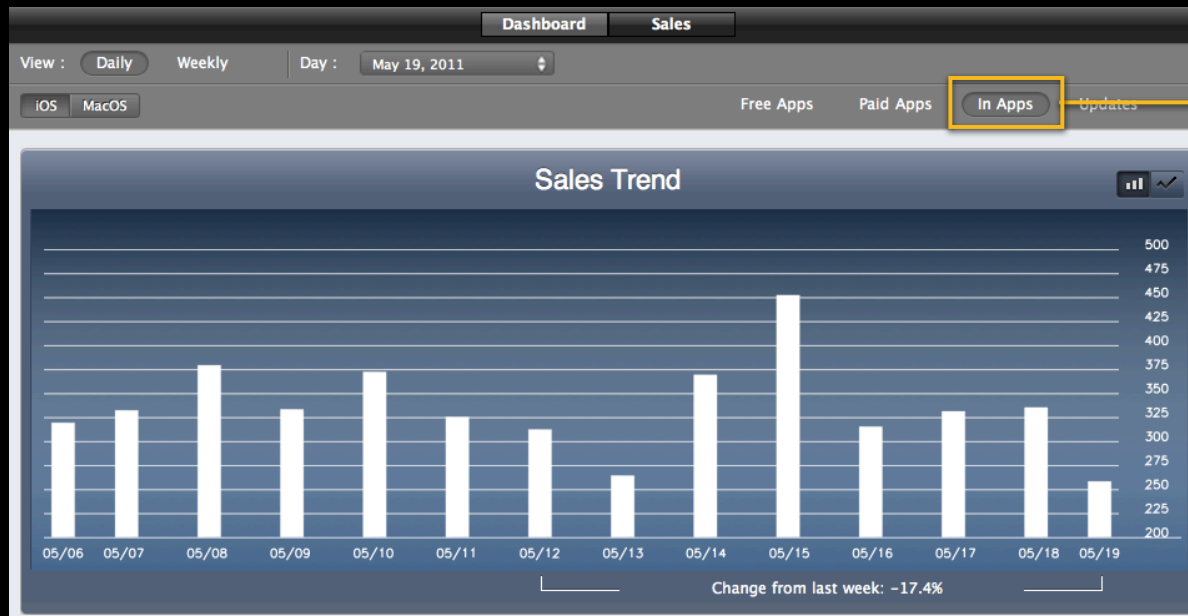 Dashboard Sales
View : Daily Weekly Day : May 19, 2011
iOS MacOS Free Apps Paid Apps In Apps Updates
Sales Trend
500
475
450
425
400
375
350
325
300
275
250
225
200
05/06 05/07 05/08 05/09 05/10 05/11 05/12 05/13 05/14 05/15 05/16 05/17 05/18 05/19
Change from last week: -17.4%